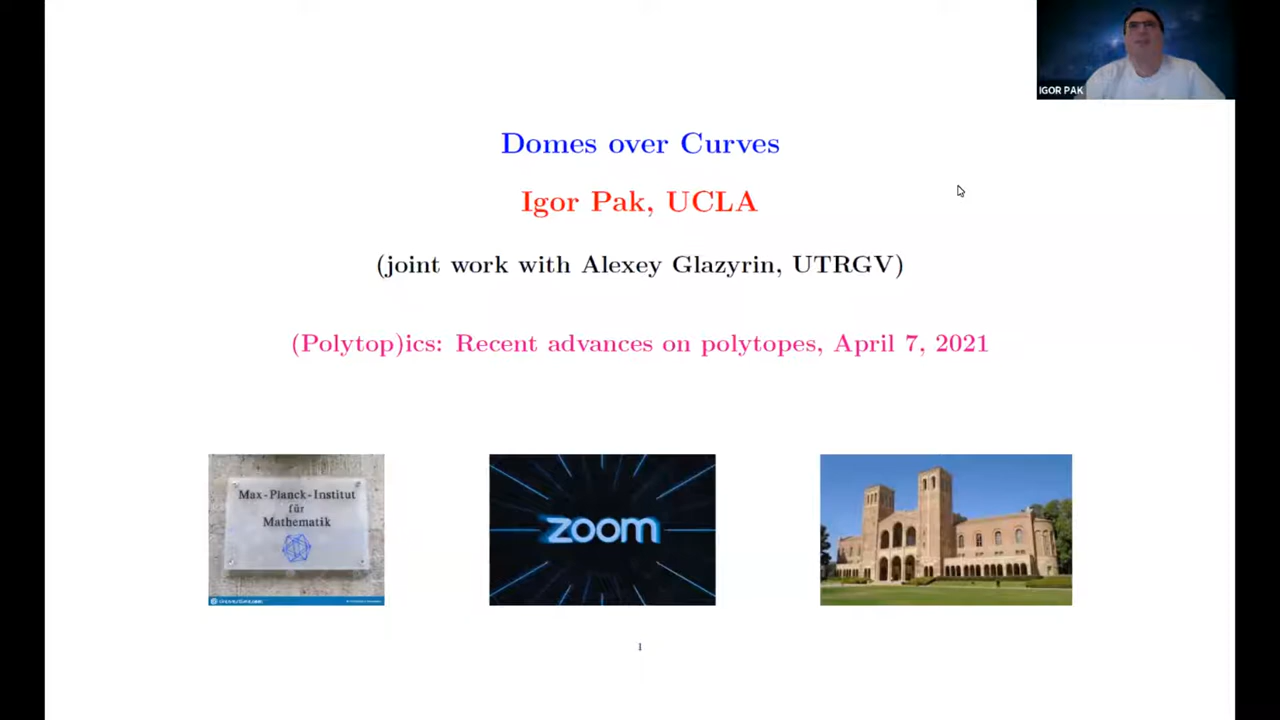 IGOR PAK
Domes over Curves
Igor Pak, UCLA
(joint work with Alexey Glazyrin, UTRGV)
(Polytop)ics: Recent advances on polytopes, April 7, 2021
Max-Planck-Institut
für
Mathematik
zoom
1